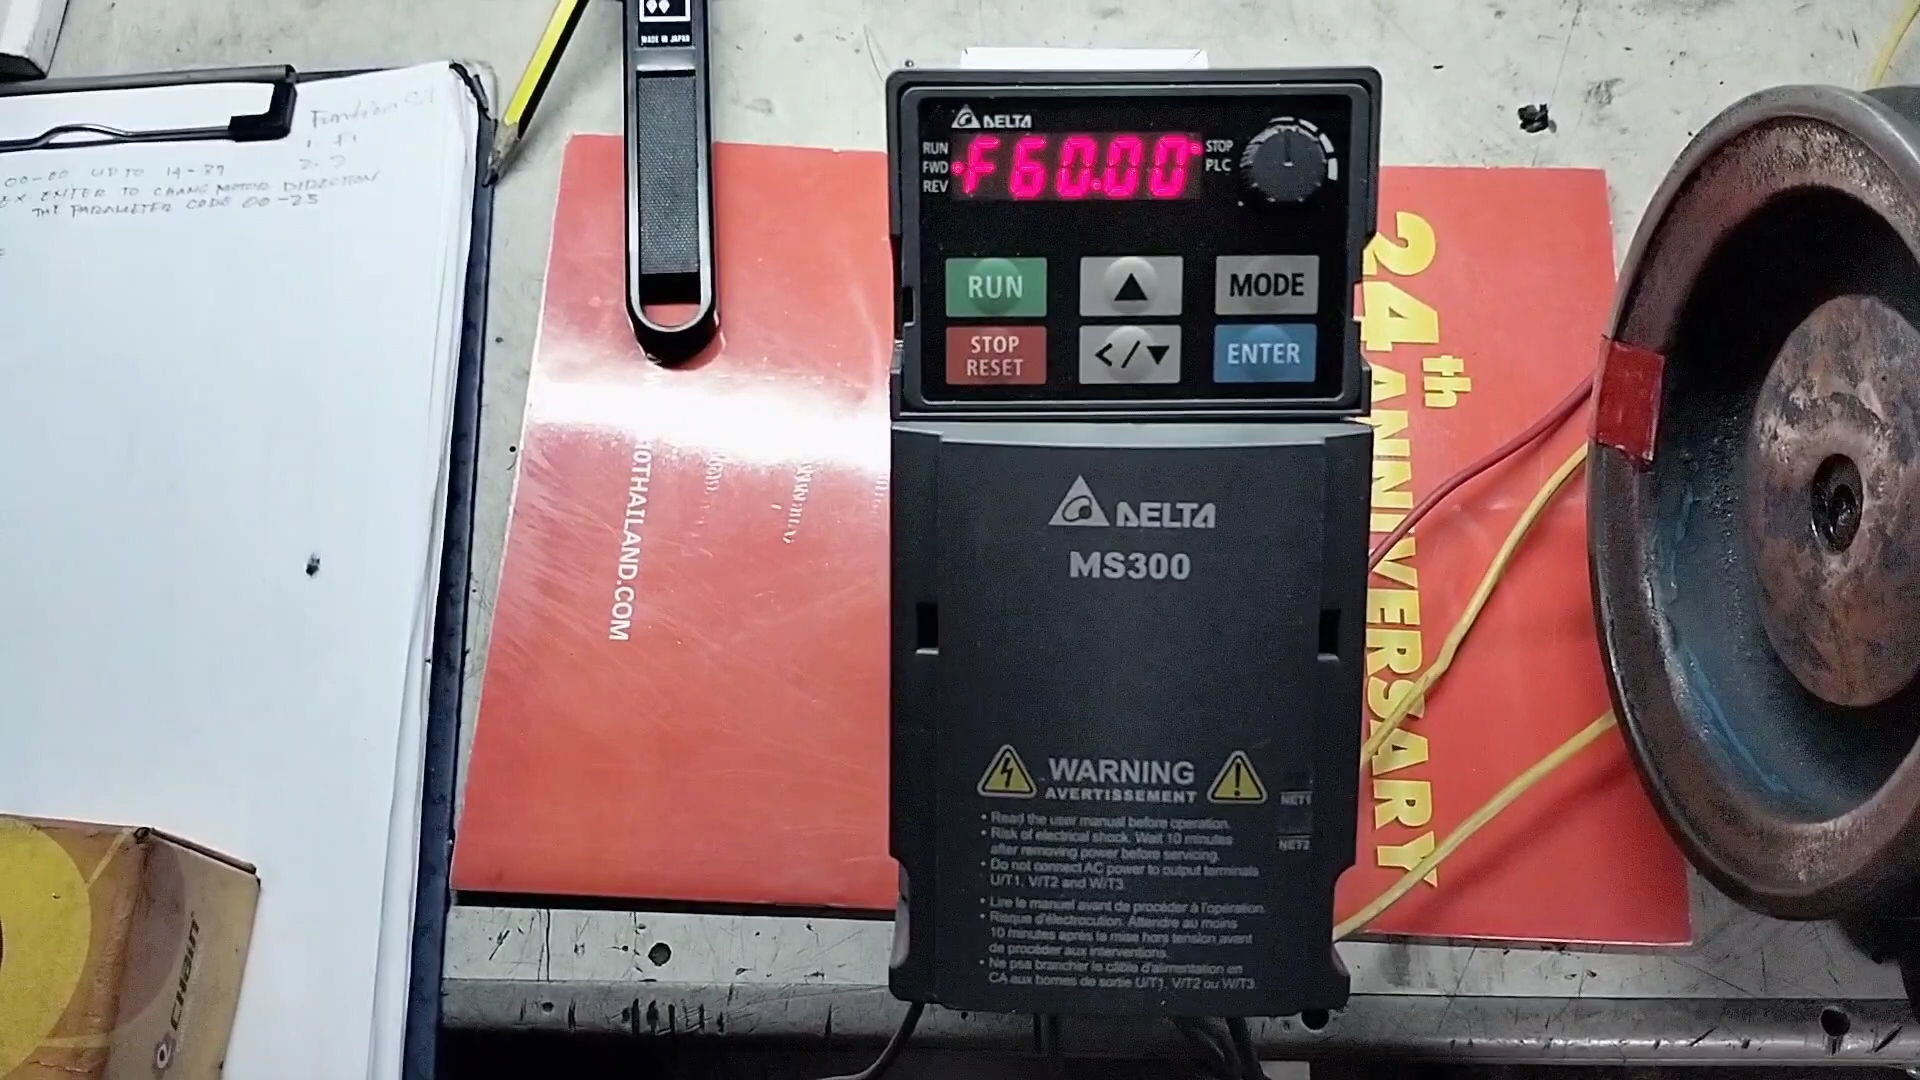 MADE IN JAPAN
00-00 UP TO 14-87
EX. ENTER TO CHANG MOTOR DIRECTION
THE PARAMETER CODE 00-23
DELTA
RUN
FWD
REV
F60.00
STOP
PLC
RUN
MODE
STOP
RESET
ENTER
24th ANNIVERSARY
THAILAND.COM
DELTA
MS300
WARNING
AVERTISSEMENT
NET1
NET2
• Read the user manual before operation.
• Risk of electrical shock. Wait 10 minutes
after removing power before servicing.
• Do not connect AC power to output terminals
U/T1, V/T2 and W/T3.
• Lire le manuel avant de procéder à l'opération.
• Risque d'électrocution. Attendre au moins
10 minutes après la mise hors tension avant
de procéder aux interventions.
• Ne psa brancher le câble d'alimentation en
CA aux bornes de sortie U/T1, V/T2 ou W/T3.